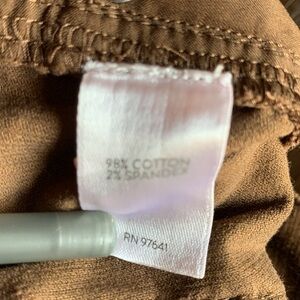 98% COTTON
2% SPANDEX
RN 97641